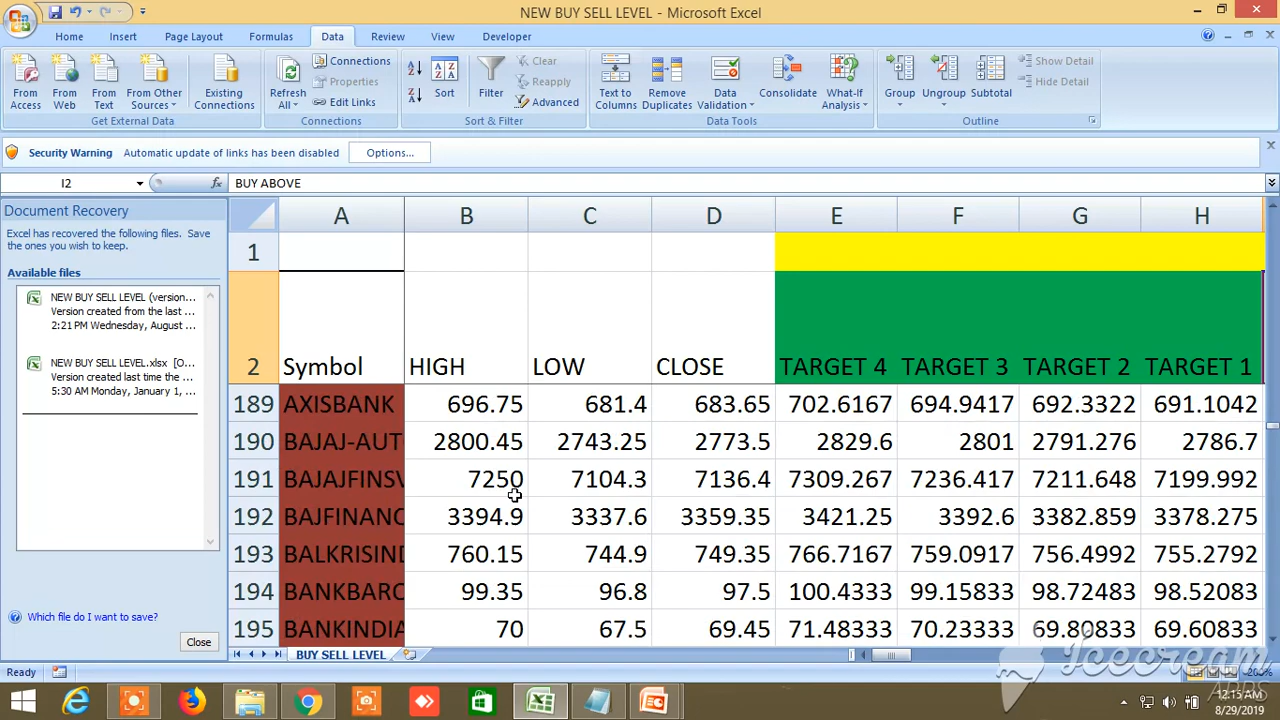 NEW BUY SELL LEVEL - Microsoft Excel
Home Insert Page Layout Formulas Data Review View Developer
From Access
From Web
From Text
From Other Sources
Existing Connections
Get External Data
Refresh All
Connections
Properties
Edit Links
Connections
Sort
Filter
Clear
Reapply
Advanced
Sort & Filter
Text to Columns
Remove Duplicates
Data Validation
Consolidate
What-If Analysis
Data Tools
Group
Ungroup
Subtotal
Show Detail
Hide Detail
Outline
Security Warning Automatic update of links has been disabled Options...
I2 fx BUY ABOVE
Document Recovery
Excel has recovered the following files. Save
the ones you wish to keep.
Available files
NEW BUY SELL LEVEL (version...
Version created from the last ...
2:21 PM Wednesday, August ...
NEW BUY SELL LEVEL.xlsx [O...
Version created last time the ...
5:30 AM Monday, January 1, ...
Which file do I want to save?
Close
A B C D E F G H
1
2 Symbol HIGH LOW CLOSE TARGET 4 TARGET 3 TARGET 2 TARGET 1
189 AXISBANK 696.75 681.4 683.65 702.6167 694.9417 692.3322 691.1042
190 BAJAJ-AUT 2800.45 2743.25 2773.5 2829.6 2801 2791.276 2786.7
191 BAJAJFINSV 7250 7104.3 7136.4 7309.267 7236.417 7211.648 7199.992
192 BAJFINANC 3394.9 3337.6 3359.35 3421.25 3392.6 3382.859 3378.275
193 BALKRISIND 760.15 744.9 749.35 766.7167 759.0917 756.4992 755.2792
194 BANKBARO 99.35 96.8 97.5 100.4333 99.15833 98.72483 98.52083
195 BANKINDIA 70 67.5 69.45 71.48333 70.23333 69.80833 69.60833
BUY SELL LEVEL
Ready
200%
Icecream
APPS
12:15 AM
8/29/2019